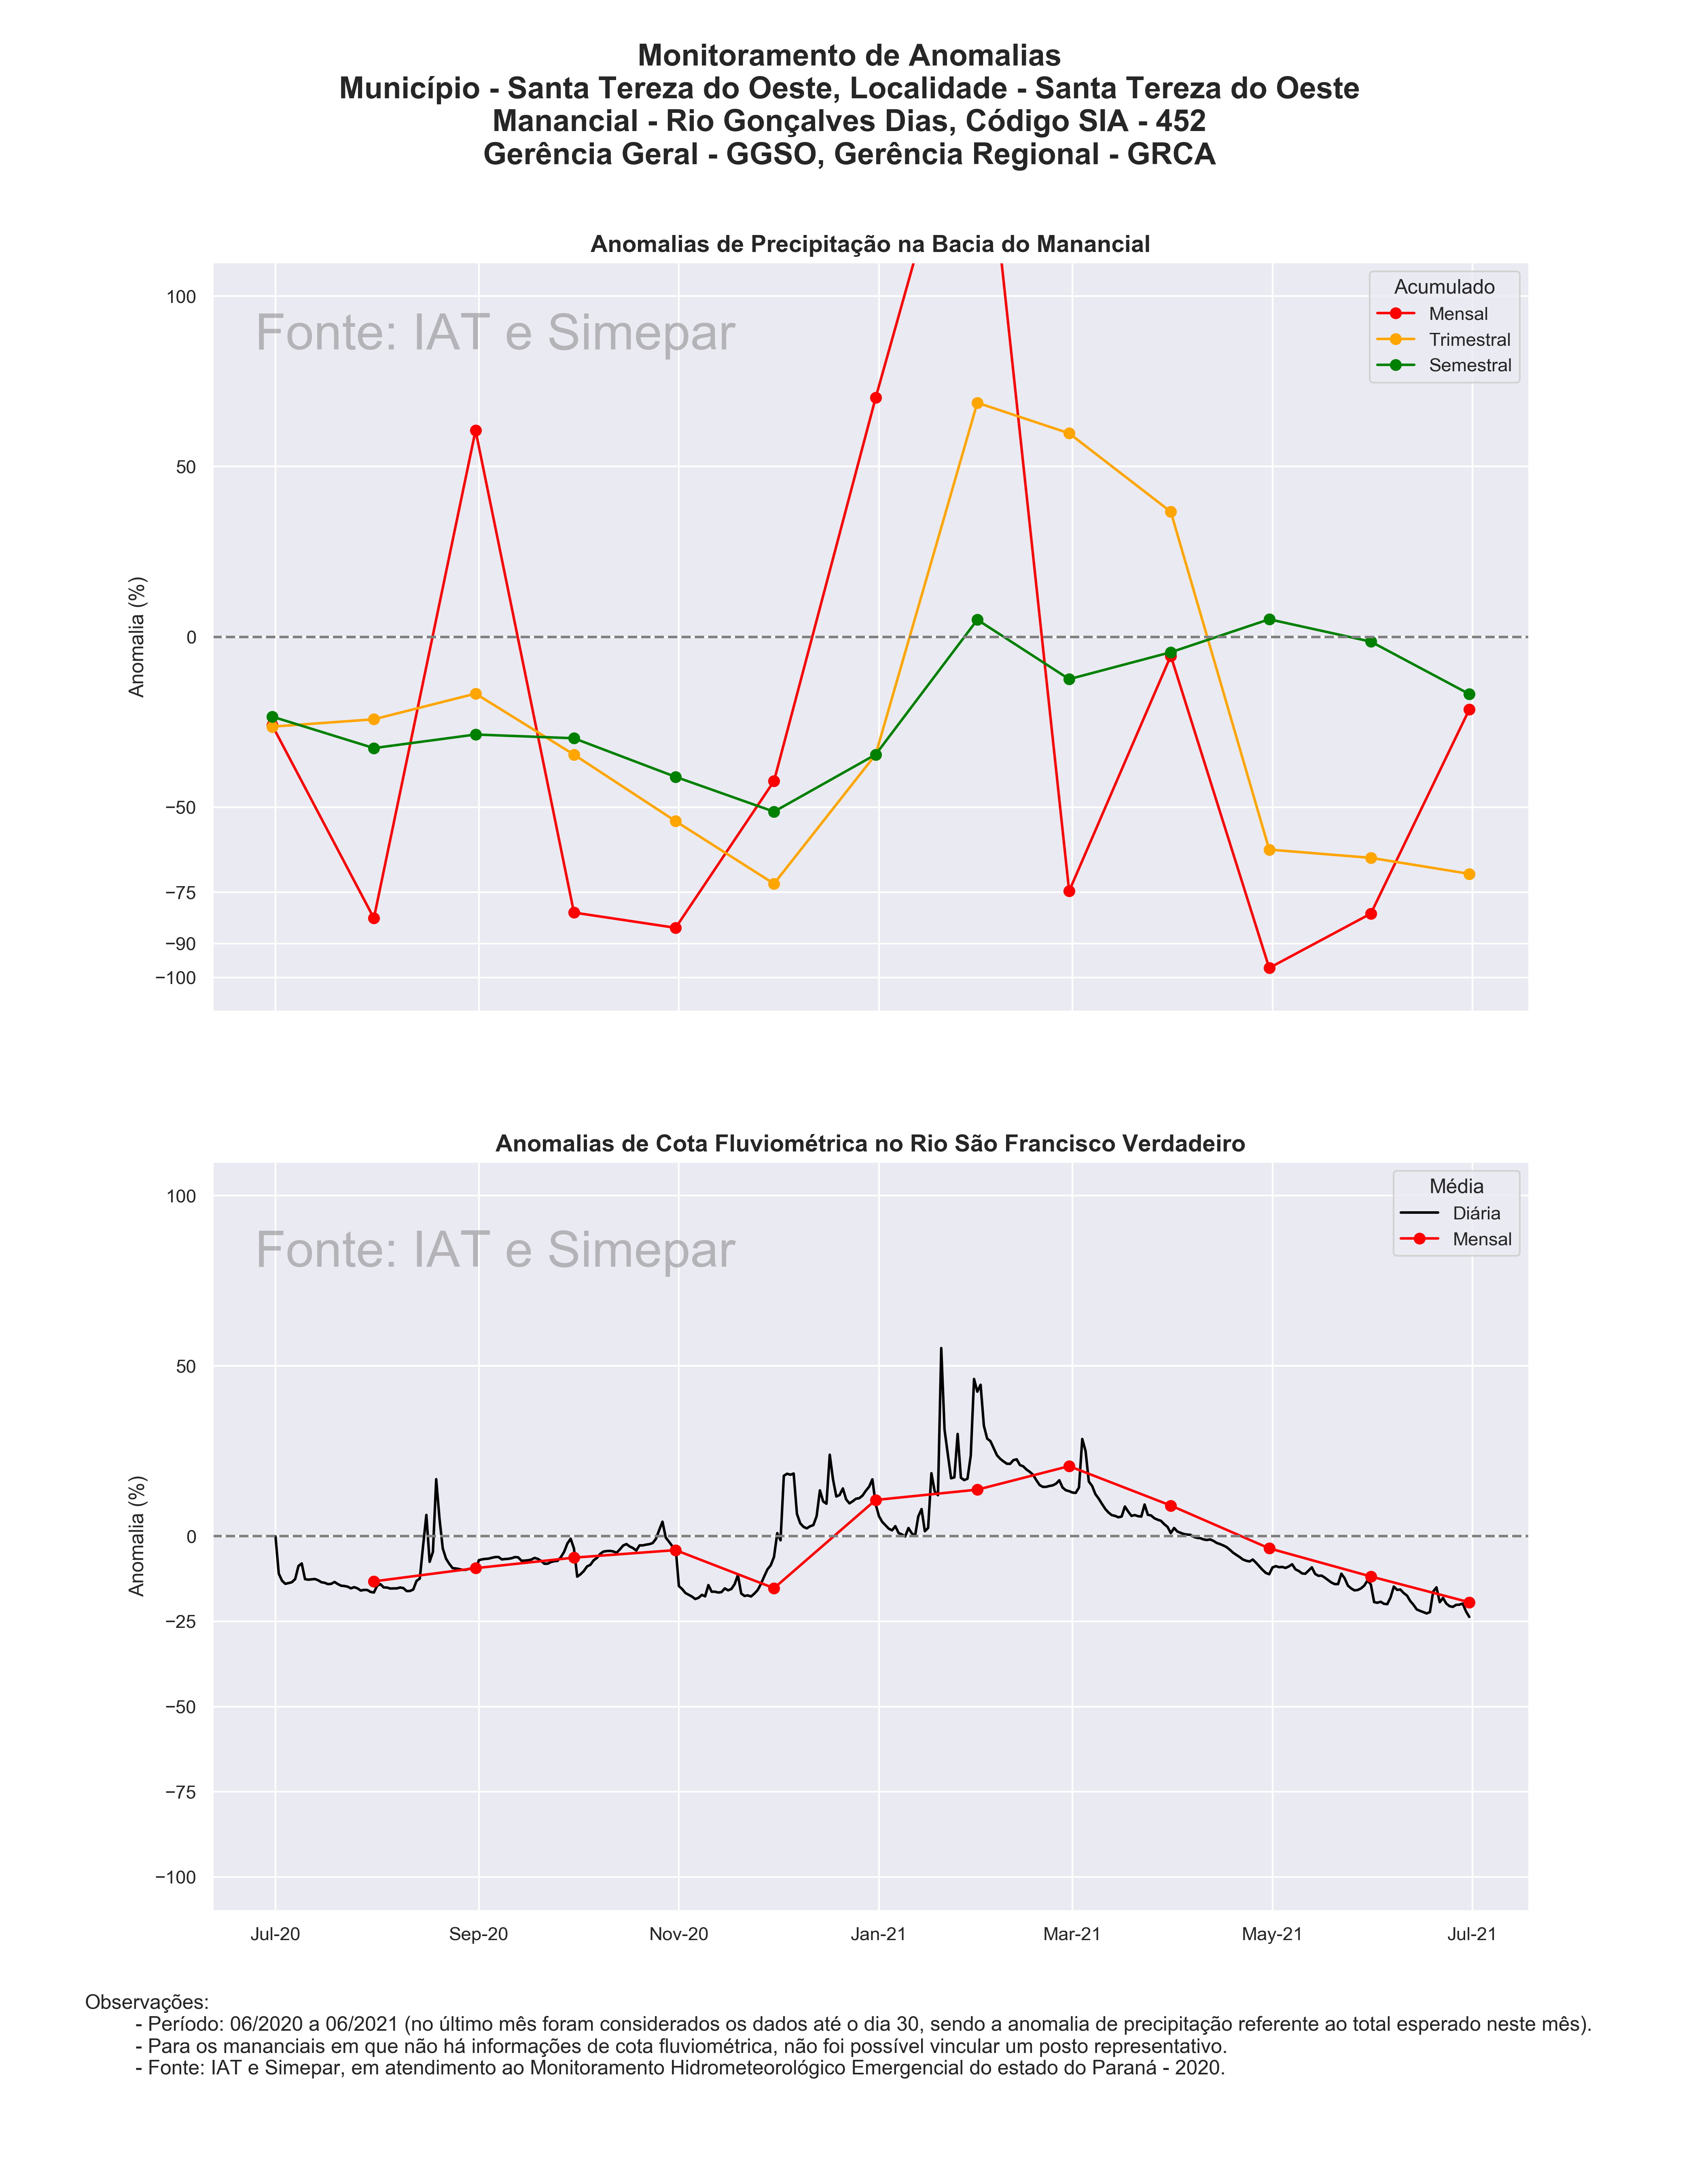 Monitoramento de Anomalias
Município - Santa Tereza do Oeste, Localidade - Santa Tereza do Oeste
Manancial - Rio Gonçalves Dias, Código SIA - 452
Gerência Geral - GGSO, Gerência Regional - GRCA
Anomalias de Precipitação na Bacia do Manancial
Fonte: IAT e Simepar
Acumulado
Mensal
Trimestral
Semestral
Anomalia (%)
100
50
0
−50
−75
−90
−100
Anomalias de Cota Fluviométrica no Rio São Francisco Verdadeiro
Fonte: IAT e Simepar
Média
Diária
Mensal
Anomalia (%)
100
50
0
−25
−50
−75
−100
Jul-20 Sep-20 Nov-20 Jan-21 Mar-21 May-21 Jul-21
Observações:
- Período: 06/2020 a 06/2021 (no último mês foram considerados os dados até o dia 30, sendo a anomalia de precipitação referente ao total esperado neste mês).
- Para os mananciais em que não há informações de cota fluviométrica, não foi possível vincular um posto representativo.
- Fonte: IAT e Simepar, em atendimento ao Monitoramento Hidrometeorológico Emergencial do estado do Paraná - 2020.